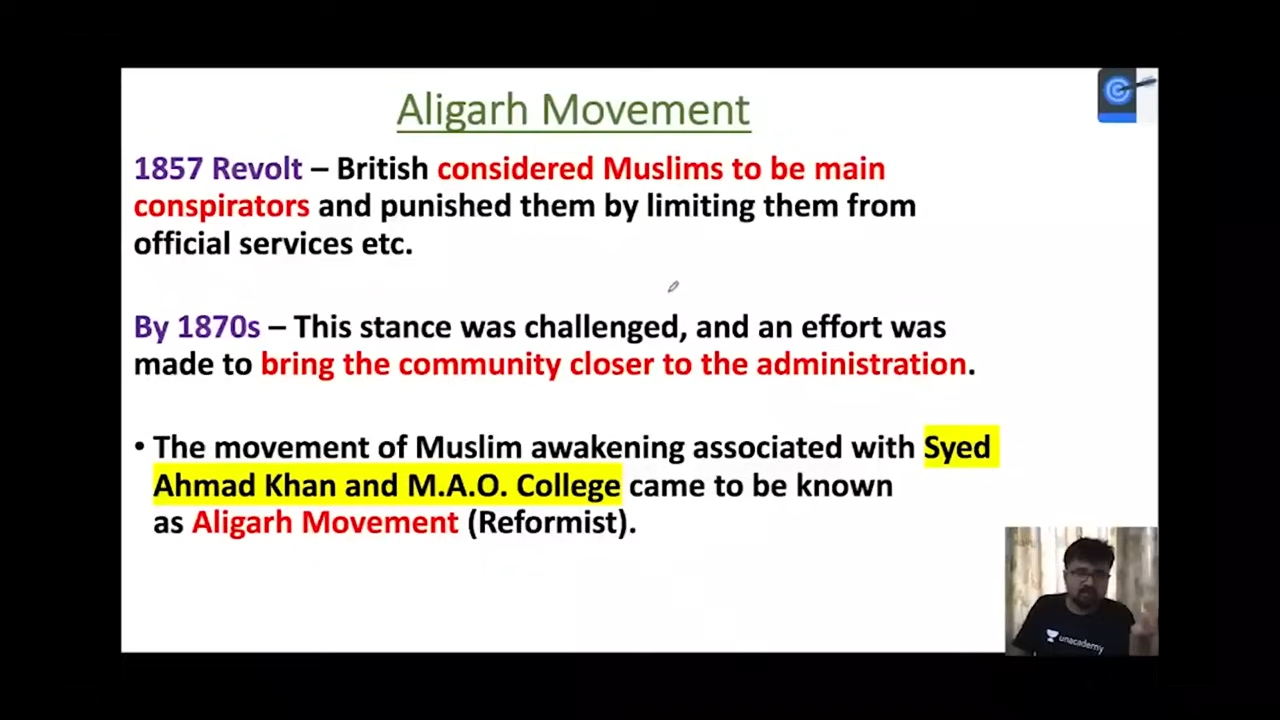 Aligarh Movement
1857 Revolt – British considered Muslims to be main
conspirators and punished them by limiting them from
official services etc.
By 1870s – This stance was challenged, and an effort was
made to bring the community closer to the administration.
• The movement of Muslim awakening associated with Syed
Ahmad Khan and M.A.O. College came to be known
as Aligarh Movement (Reformist).
unacademy